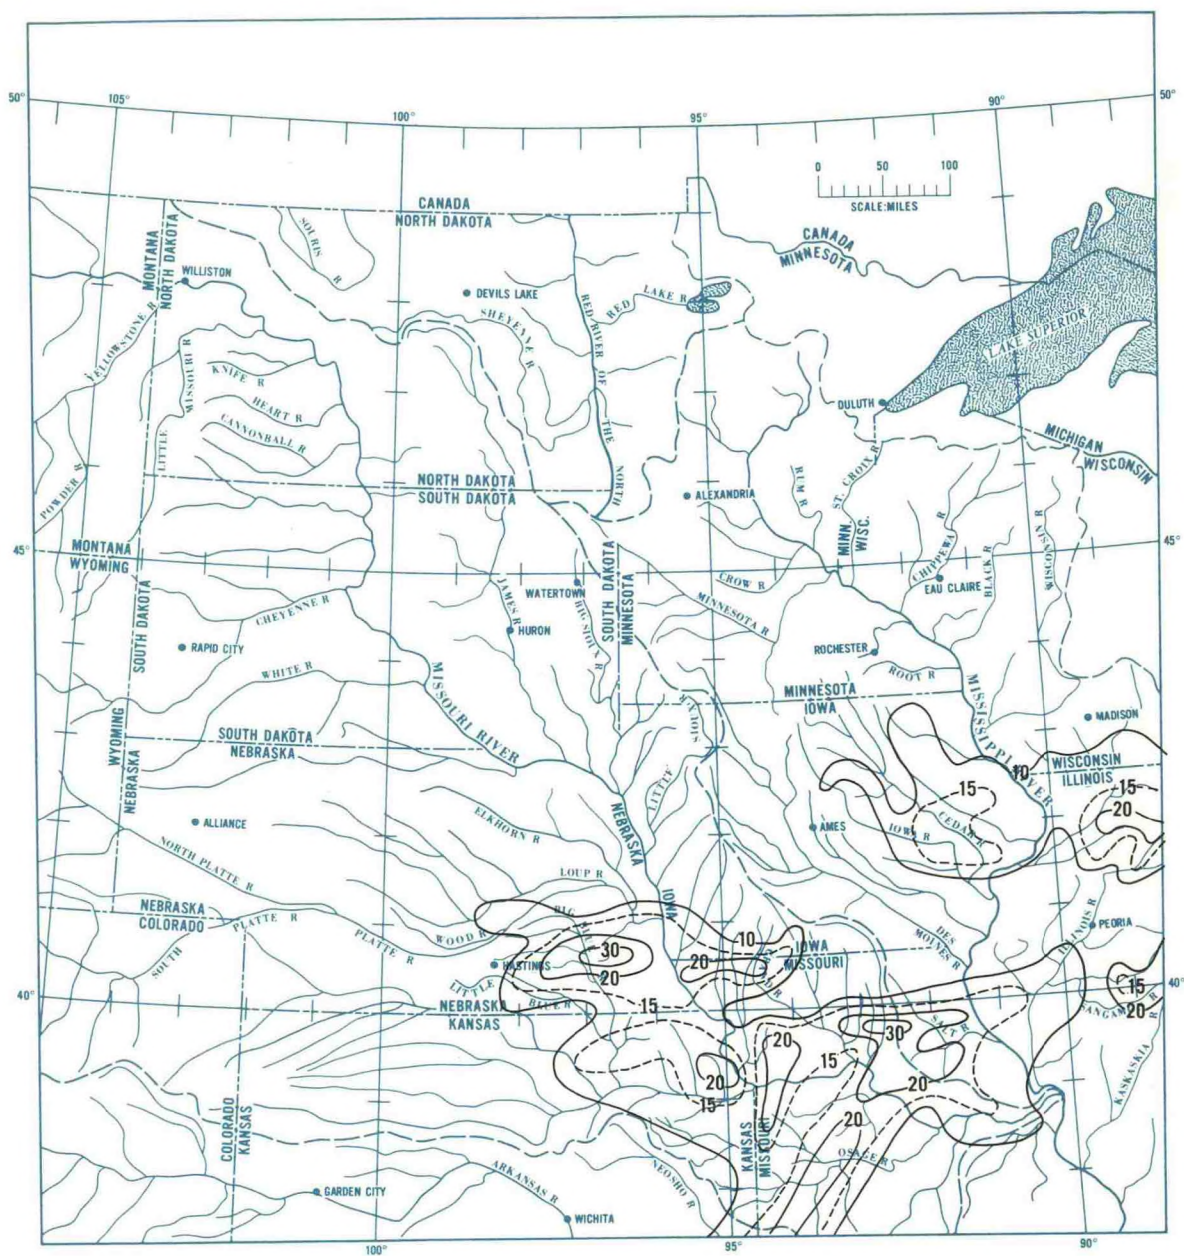 50°
105°
100°
95°
90°
50°
0 50 100
SCALE:MILES
CANADA
NORTH DAKOTA
MONTANA
NORTH DAKOTA
SOURIS R
WILLISTON
DEVILS LAKE
SHEYENNE R
RED RIVER OF THE NORTH
RED LAKE R
CANADA
MINNESOTA
LAKE SUPERIOR
YELLOWSTONE R
LITTLE MISSOURI R
KNIFE R
HEART R
CANNONBALL R
DULUTH
MICHIGAN
WISCONSIN
POWDER R
NORTH DAKOTA
SOUTH DAKOTA
ALEXANDRIA
RUM R
ST. CROIX R
MINN.
WISC.
CHIPPEWA R
BLACK R
WISCONSIN R
45°
45°
MONTANA
WYOMING
SOUTH DAKOTA
CHEYENNE R
JAMES R
WATERTOWN
BIG SIOUX R
SOUTH DAKOTA
MINNESOTA
CROW R
MINNESOTA R
EAU CLAIRE
RAPID CITY
HURON
ROCHESTER
ROOT R
WHITE R
MISSOURI RIVER
MINNESOTA
IOWA
MISSISSIPPI RIVER
MADISON
WYOMING
NEBRASKA
SOUTH DAKOTA
NEBRASKA
LITTLE SIOUX R
10
WISCONSIN
ILLINOIS
15
15
20
ALLIANCE
ELKHORN R
NEBRASKA
IOWA
AMES
IOWA R
CEDAR R
NORTH PLATTE R
LOUP R
NEBRASKA
COLORADO
SOUTH PLATTE R
PLATTE R
WOOD R
BIG BLUE R
10
30
20
HASTINGS
LITTLE BLUE R
20
15
IOWA
MISSOURI
DES MOINES R
ILLINOIS R
PEORIA
40°
40°
NEBRASKA
KANSAS
15
20
KASKASKIA R
SALT R
30
20
15
20
15
20
20
COLORADO
KANSAS
KANSAS
MISSOURI
OSAGE R
NEOSHO R
ARKANSAS R
GARDEN CITY
WICHITA
100°
95°
90°